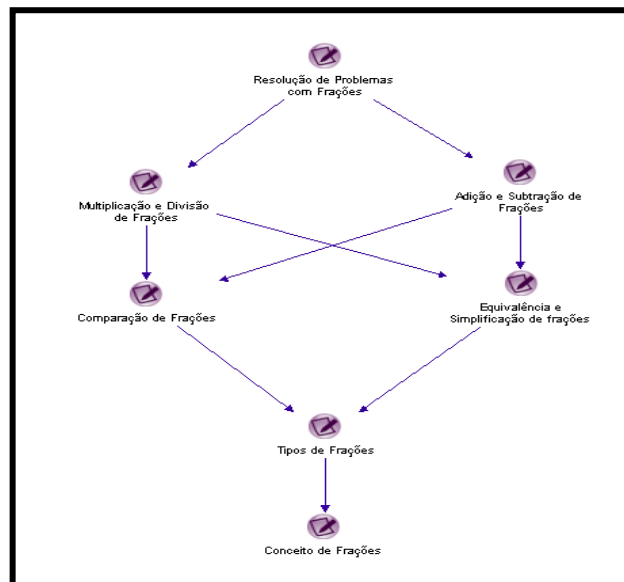 Resolução de Problemas
com Frações
Multiplicação e Divisão
de Frações
Adição e Subtração de
Frações
Comparação de Frações
Equivalência e
Simplificação de frações
Tipos de Frações
Conceito de Frações